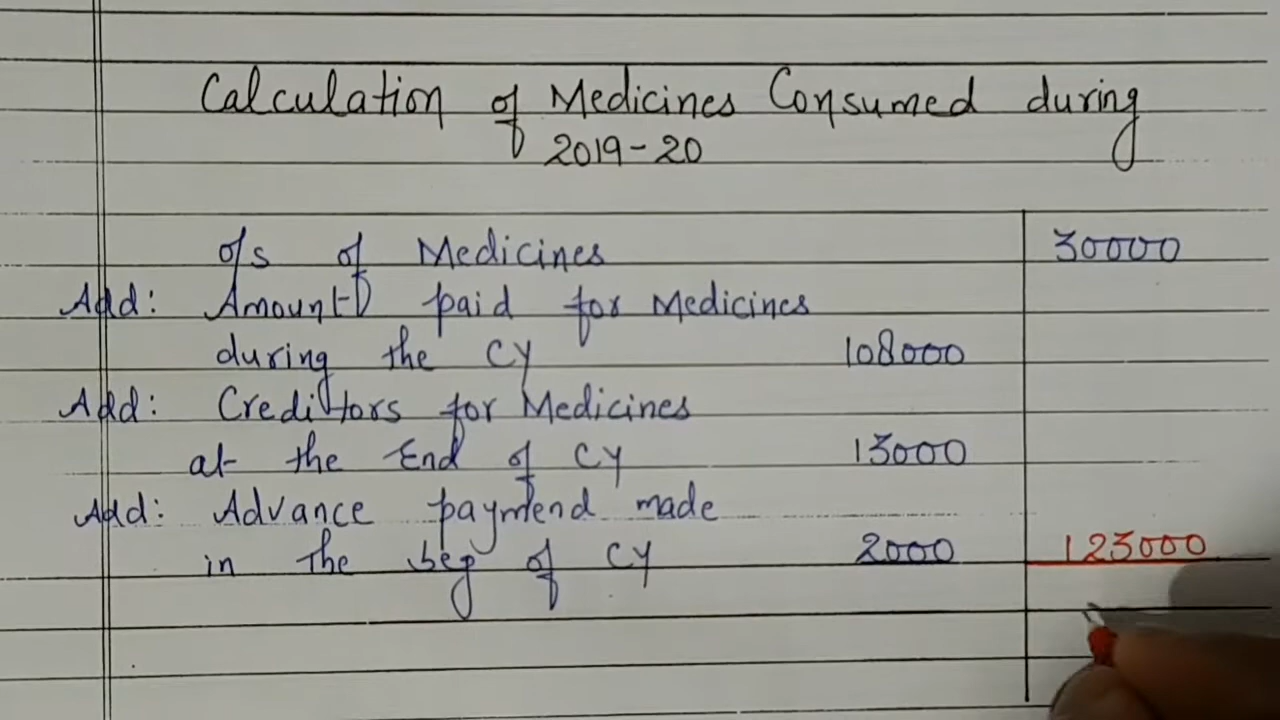 Calculation of Medicines Consumed during
2019-20
o/s of Medicines 30000
Add: Amount paid for Medicines
during the CY 108000
Add: Creditors for Medicines
at the End of CY 13000
Add: Advance paymend made
in the beg of CY 2000 123000